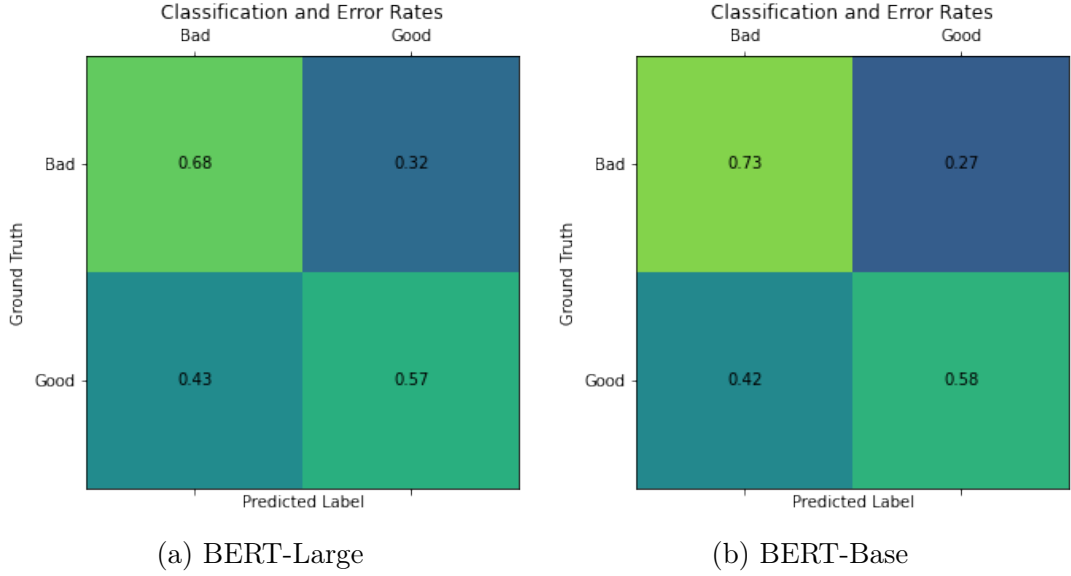 Classification and Error Rates
Bad Good
Bad 0.68 0.32
Ground Truth
Good 0.43 0.57
Predicted Label
(a) BERT-Large
Classification and Error Rates
Bad Good
Bad 0.73 0.27
Ground Truth
Good 0.42 0.58
Predicted Label
(b) BERT-Base